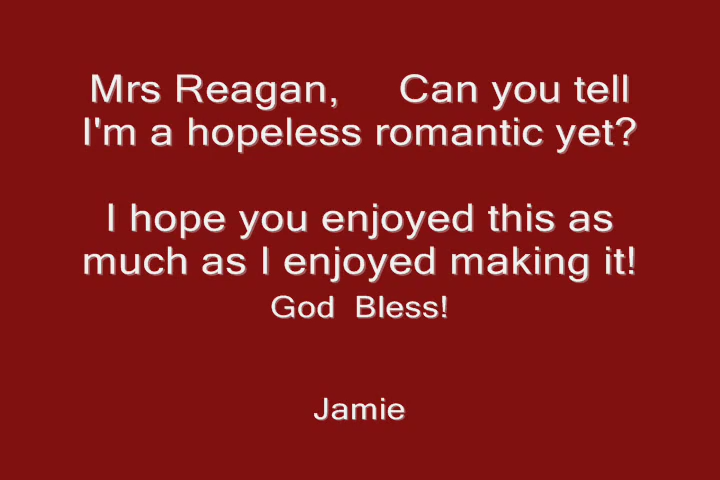 Mrs Reagan,     Can you tell
I'm a hopeless romantic yet?
I hope you enjoyed this as
much as I enjoyed making it!
God  Bless!
Jamie